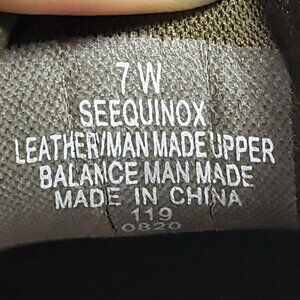 7 W
SEEQUINOX
LEATHER/MAN MADE UPPER
BALANCE MAN MADE
MADE IN CHINA
119
0820